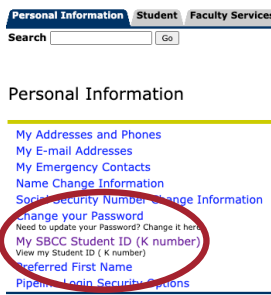 Personal Information Student Faculty Services
Search Go
Personal Information
My Addresses and Phones
My E-mail Addresses
My Emergency Contacts
Name Change Information
Social Security Number Change Information
Change your Password
Need to update your Password? Change it here
My SBCC Student ID (K number)
View my Student ID ( K number)
Preferred First Name
Pipeline Login Security Options